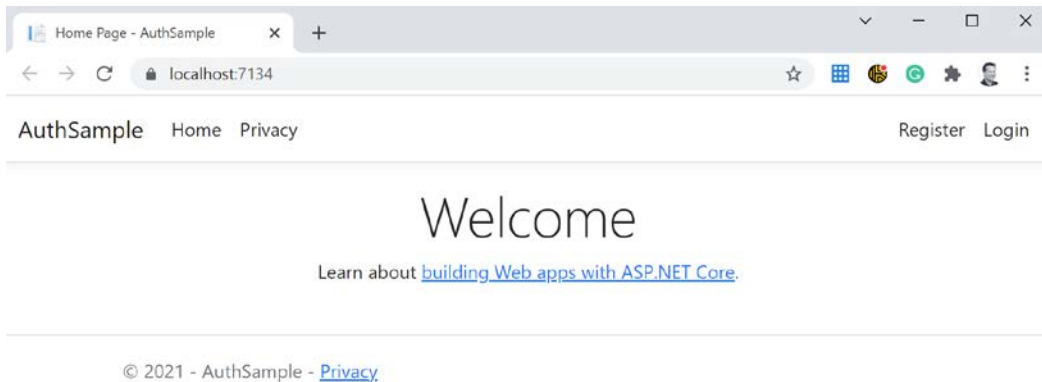 Home Page - AuthSample
localhost:7134
AuthSample Home Privacy Register Login
Welcome
Learn about building Web apps with ASP.NET Core.
© 2021 - AuthSample - Privacy